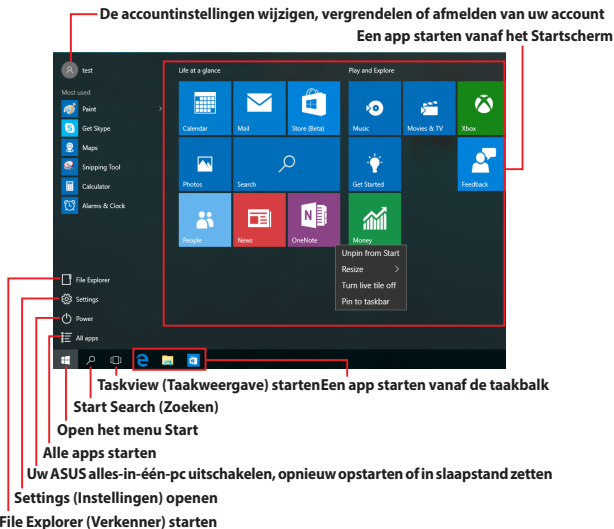 De accountinstellingen wijzigen, vergrendelen of afmelden van uw account
Een app starten vanaf het Startscherm
test
Life at a glance
Play and Explore
Most used
Paint
Get Skype
Maps
Snipping Tool
Calculator
Alarms & Clock
Calendar
Mail
Store (Beta)
Music
Movies & TV
Xbox
Photos
Search
Get Started
Feedback
People
News
OneNote
Money
Unpin from Start
Resize
Turn live tile off
Pin to taskbar
File Explorer
Settings
Power
All apps
Taskview (Taakweergave) starten
Een app starten vanaf de taakbalk
Start Search (Zoeken)
Open het menu Start
Alle apps starten
Uw ASUS alles-in-één-pc uitschakelen, opnieuw opstarten of in slaapstand zetten
Settings (Instellingen) openen
File Explorer (Verkenner) starten